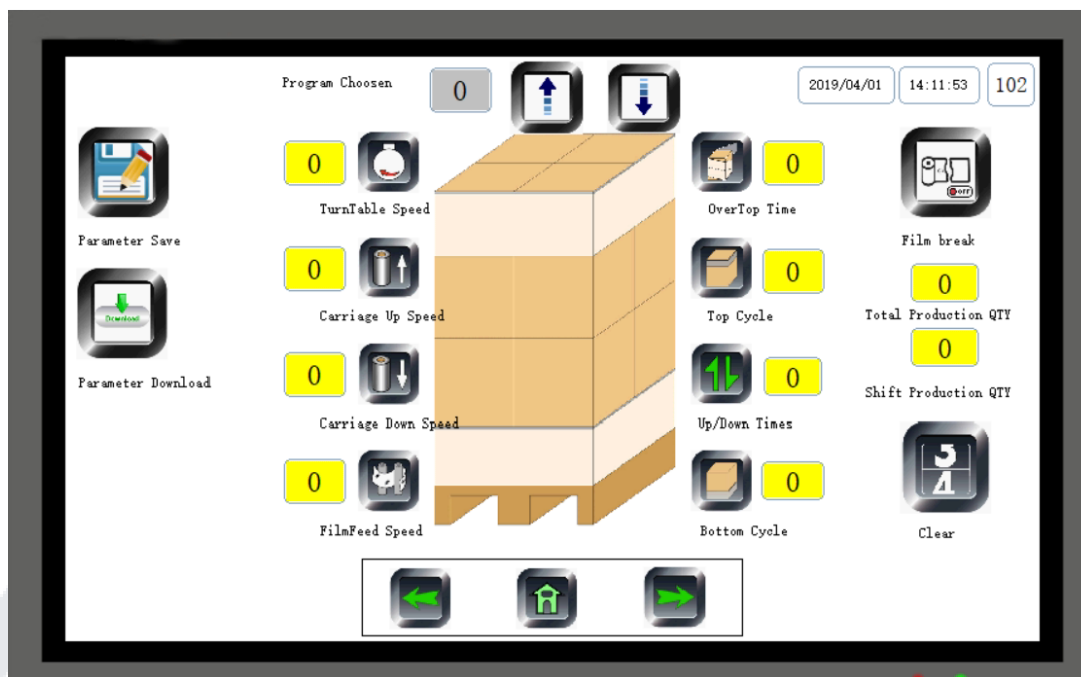 Program Choosen
0
2019/04/01
14:11:53
102
0
TurnTable Speed
OverTop Time
0
OFF
Parameter Save
Film break
0
Carriage Up Speed
Top Cycle
0
0
Total Production QTY
Download
Parameter Download
0
Carriage Down Speed
Up/Down Times
0
0
Shift Production QTY
0
FilmFeed Speed
Bottom Cycle
0
3
4
Clear